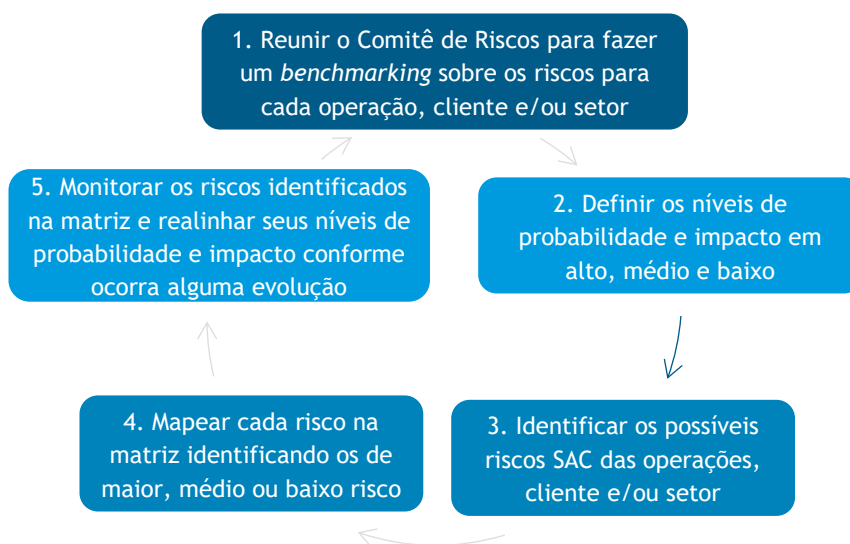 1. Reunir o Comitê de Riscos para fazer
um benchmarking sobre os riscos para
cada operação, cliente e/ou setor
2. Definir os níveis de
probabilidade e impacto em
alto, médio e baixo
3. Identificar os possíveis
riscos SAC das operações,
cliente e/ou setor
4. Mapear cada risco na
matriz identificando os de
maior, médio ou baixo risco
5. Monitorar os riscos identificados
na matriz e realinhar seus níveis de
probabilidade e impacto conforme
ocorra alguma evolução